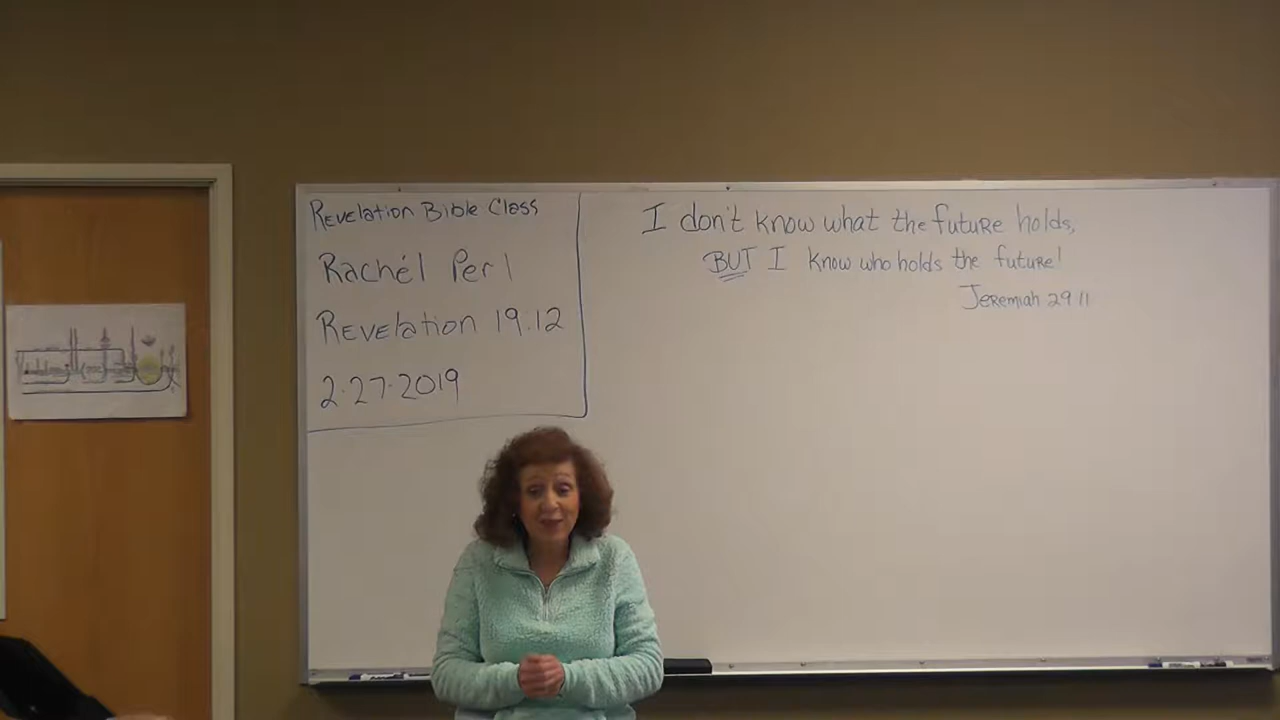 Revelation Bible Class
Rachél Perl
Revelation 19.12
2.27.2019
I don't know what the future holds,
BUT I know who holds the future!
Jeremiah 29 11